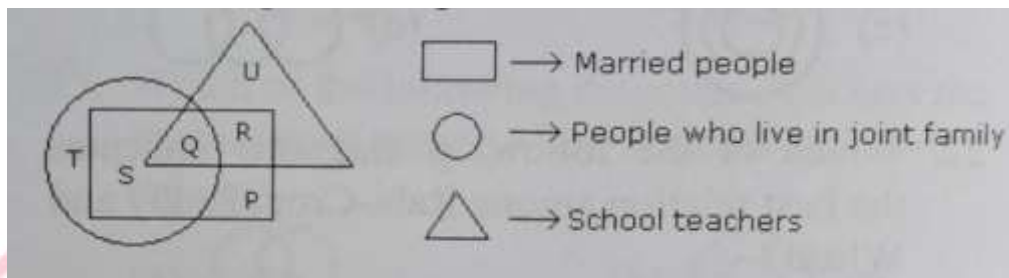 U
→ Married people
R
Q
→ People who live in joint family
T
S
P
→ School teachers